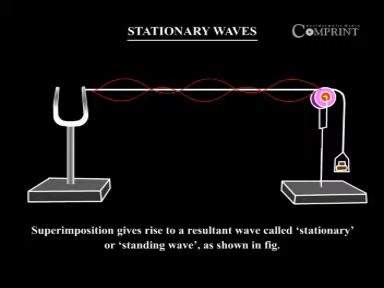 STATIONARY WAVES
COMPRINT
Superimposition gives rise to a resultant wave called ‘stationary’
or ‘standing wave’, as shown in fig.